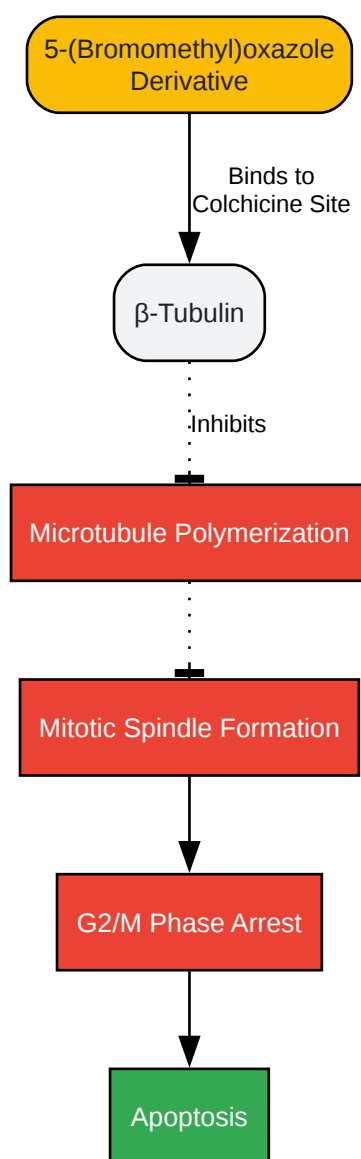 5-(Bromomethyl)oxazole
Derivative
Binds to
Colchicine Site
β-Tubulin
Inhibits
Microtubule Polymerization
Mitotic Spindle Formation
G2/M Phase Arrest
Apoptosis